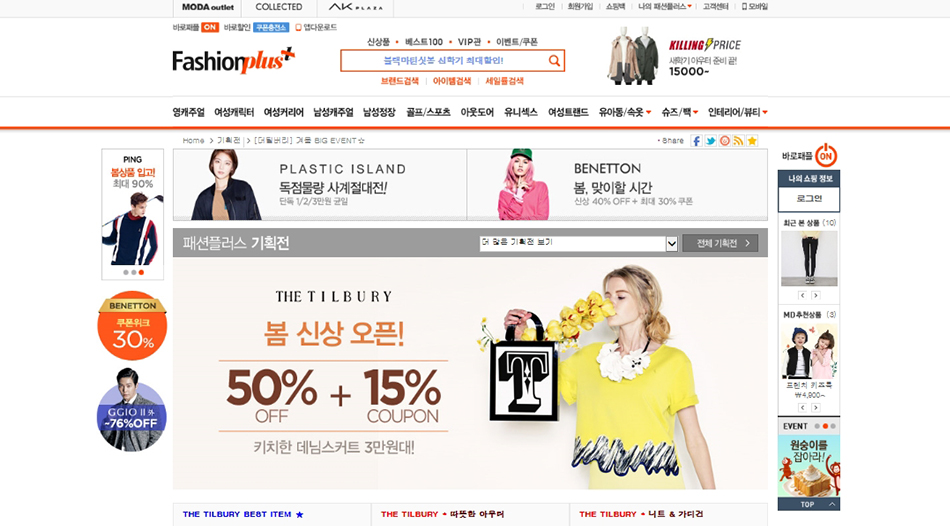 MODA outlet COLLECTED AK PLAZA 로그인 회원가입 쇼핑백 나의 패션플러스 고객센터 모바일
바로패플 ON 바로할인 쿠폰충전소 앱다운로드
신상품 • 베스트100 • VIP관 • 이벤트/쿠폰
Fashionplus+
블랙마틴싯봉 신학기 최대할인!
브랜드검색 아이템검색 세일률검색
KILLING PRICE
새학기 아우터 준비 끝!
15000~
영캐주얼 여성캐릭터 여성커리어 남성캐주얼 남성정장 골프/스포츠 아웃도어 유니섹스 여성트랜드 유아동/속옷 슈즈/백 인테리어/뷰티
Home > 기획전 > [더틸버리] 겨울 BIG EVENT☆
• Share
PING
봄상품 입고!
최대 90%
PLASTIC ISLAND
독점물량 사계절대전!
단독 1/2/3만원 균일
BENETTON
봄, 맞이할 시간
신상 40% OFF + 최대 30% 쿠폰
바로패플 ON
나의 쇼핑 정보
로그인
최근 본 상품 (10)
패션플러스 기획전
더 많은 기획전 보기
전체 기획전 >
THE TILBURY
봄 신상 오픈!
50% + 15%
OFF COUPON
키치한 데님스커트 3만원대!
T
BENETTON
쿠폰위크
30%
GGIO II 外
~76%OFF
MD추천상품 (3)
프렌치 키즈룩
₩4,900~
EVENT
원숭이를
잡아라!
TOP
THE TILBURY BEST ITEM ★
THE TILBURY 따뜻한 아우터
THE TILBURY 니트 & 가디건